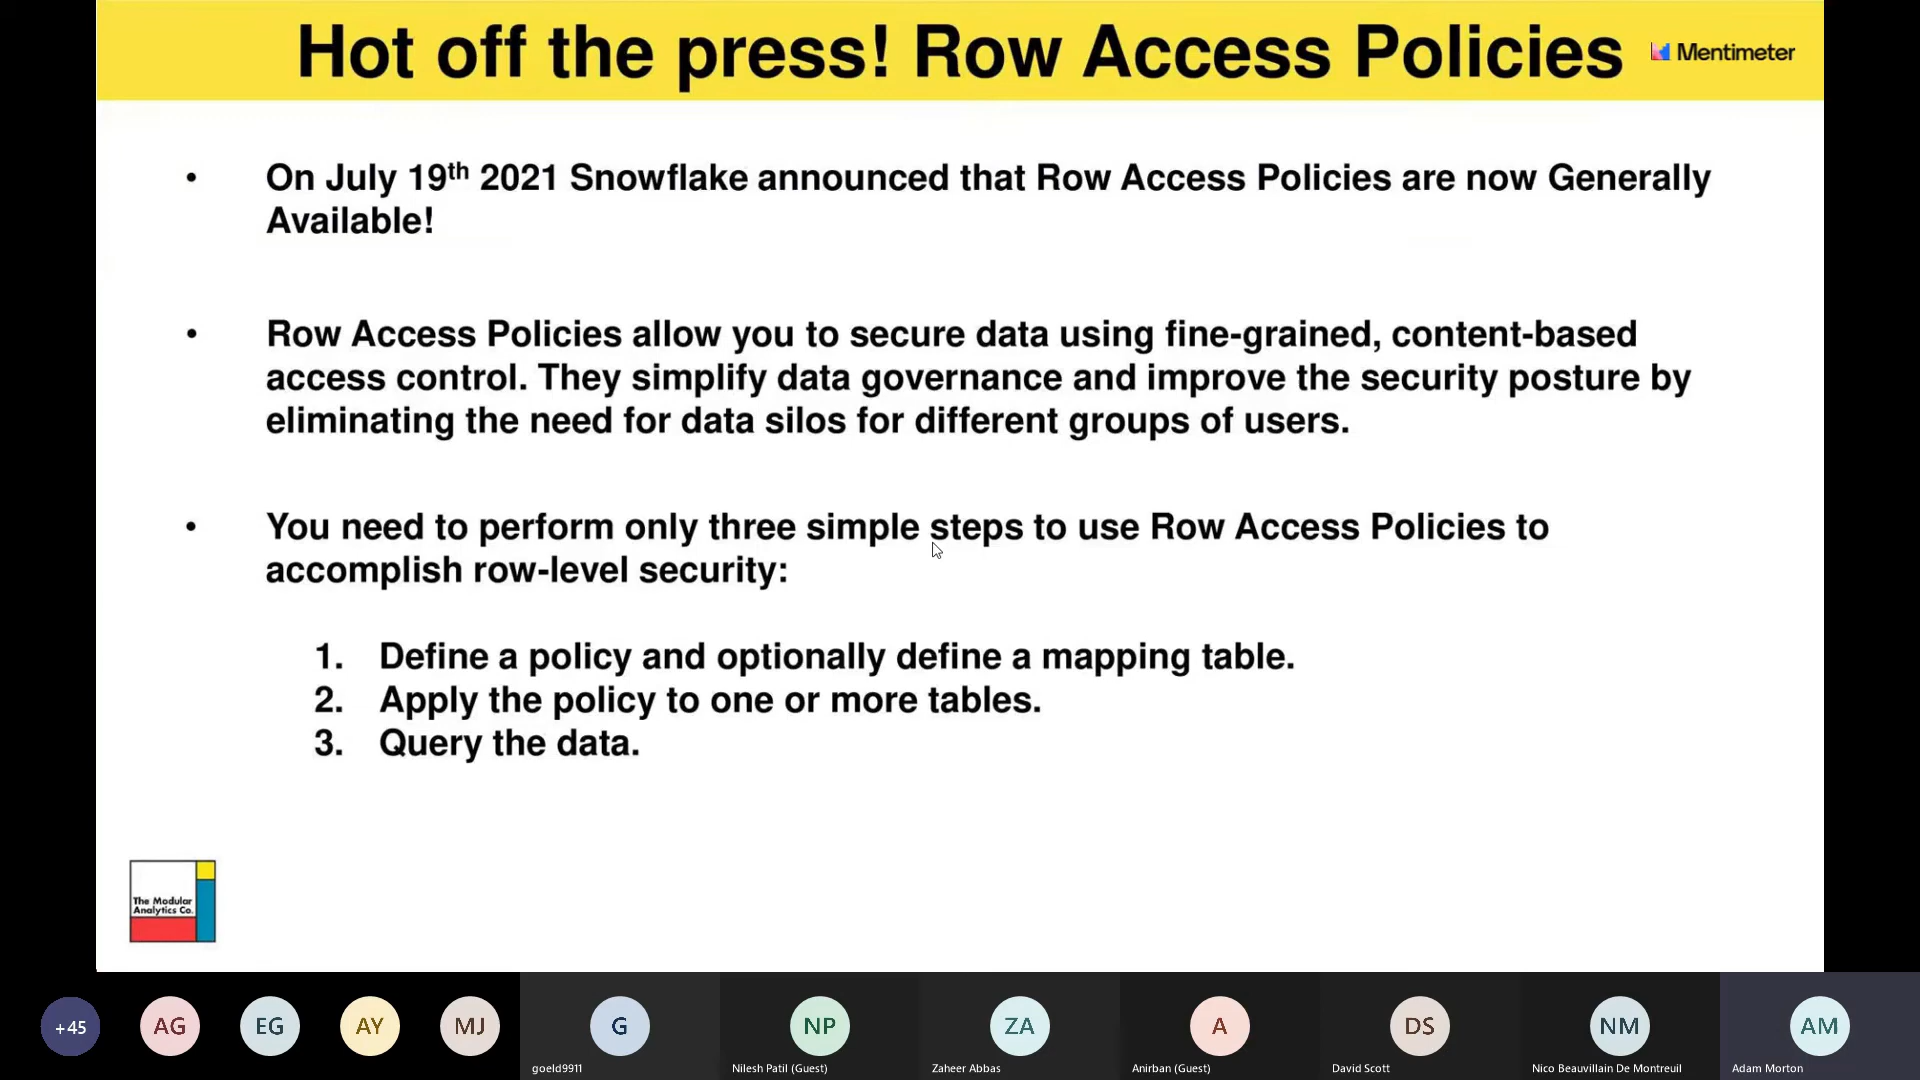 Hot off the press! Row Access Policies
Mentimeter
• On July 19th 2021 Snowflake announced that Row Access Policies are now Generally
Available!
• Row Access Policies allow you to secure data using fine-grained, content-based
access control. They simplify data governance and improve the security posture by
eliminating the need for data silos for different groups of users.
• You need to perform only three simple steps to use Row Access Policies to
accomplish row-level security:
1. Define a policy and optionally define a mapping table.
2. Apply the policy to one or more tables.
3. Query the data.
The Modular
Analytics Co.
+45 AG EG AY MJ G NP ZA A DS NM AM
goeld9911 Nilesh Patil (Guest) Zaheer Abbas Anirban (Guest) David Scott Nico Beauvillain De Montreuil Adam Morton